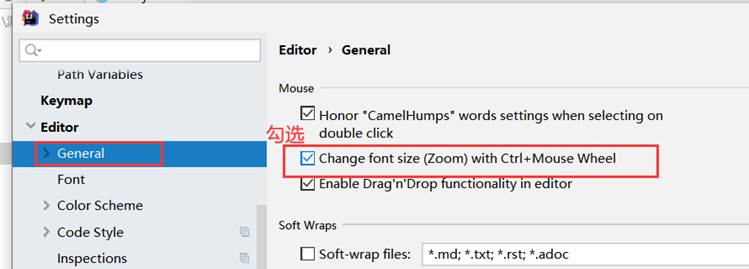 Settings
Path Variables
Keymap
Editor
General
Font
Color Scheme
Code Style
Inspections
Editor › General
Mouse
Honor "CamelHumps" words settings when selecting on
double click
勾选
Change font size (Zoom) with Ctrl+Mouse Wheel
Enable Drag'n'Drop functionality in editor
Soft Wraps
Soft-wrap files: *.md; *.txt; *.rst; *.adoc